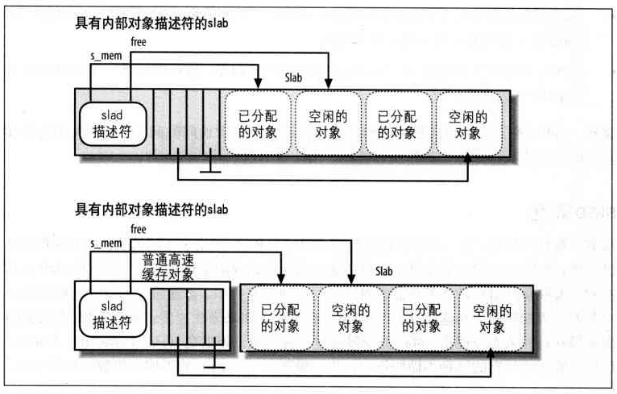 具有内部对象描述符的slab
free
s_mem
Slab
slad
描述符
已分配
的对象
空闲的
对象
已分配
的对象
空闲的
对象
具有内部对象描述符的slab
free
s_mem
普通高速
缓存对象
Slab
slad
描述符
已分配
的对象
空闲的
对象
已分配
的对象
空闲的
对象